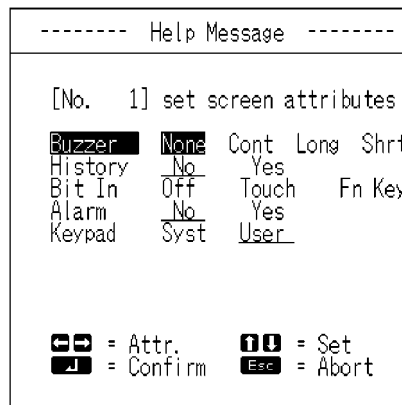 -------- Help Message --------
[No. 1] set screen attributes
Buzzer None Cont Long Shrt
History No Yes
Bit In Off Touch Fn Key
Alarm No Yes
Keypad Syst User
←→ = Attr. ↑↓ = Set
↵ = Confirm Esc = Abort